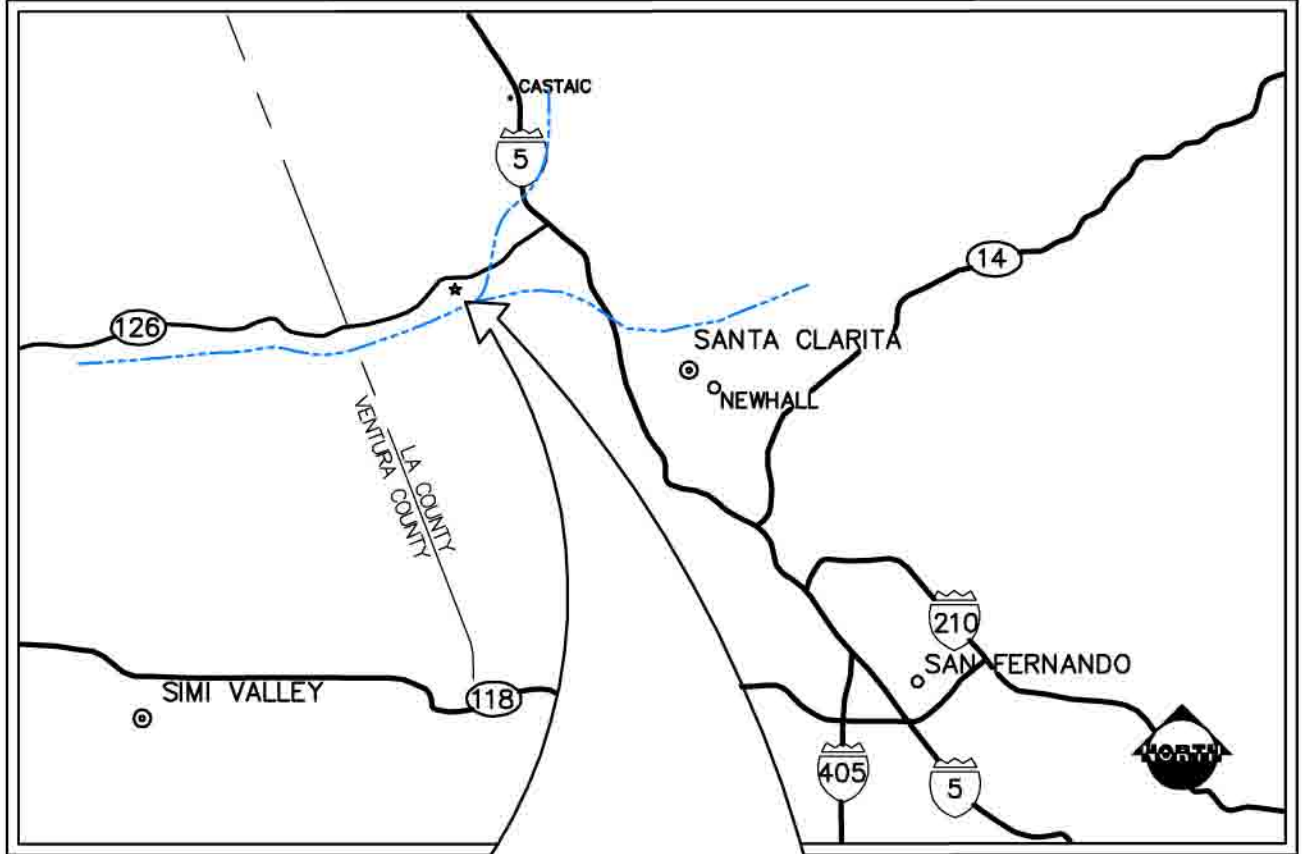 CASTAIC
5
14
126
SANTA CLARITA
NEWHALL
LA COUNTY
VENTURA COUNTY
210
SAN FERNANDO
SIMI VALLEY
118
NORTH
405
5